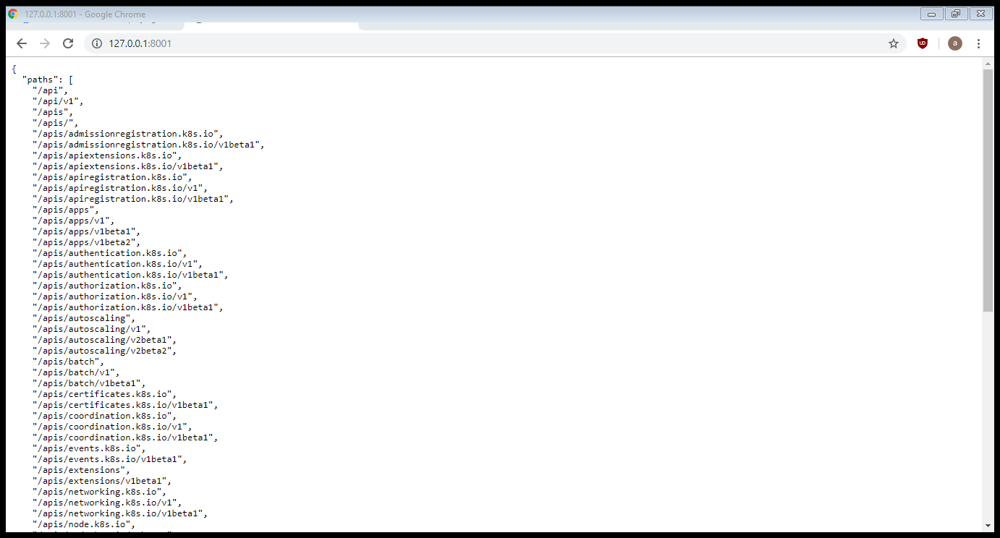 127.0.0.1:8001 - Google Chrome
127.0.0.1:8001
a
{
"paths": [
"/api",
"/api/v1",
"/apis",
"/apis/",
"/apis/admissionregistration.k8s.io",
"/apis/admissionregistration.k8s.io/v1beta1",
"/apis/apiextensions.k8s.io",
"/apis/apiextensions.k8s.io/v1beta1",
"/apis/apiregistration.k8s.io",
"/apis/apiregistration.k8s.io/v1",
"/apis/apiregistration.k8s.io/v1beta1",
"/apis/apps",
"/apis/apps/v1",
"/apis/apps/v1beta1",
"/apis/apps/v1beta2",
"/apis/authentication.k8s.io",
"/apis/authentication.k8s.io/v1",
"/apis/authentication.k8s.io/v1beta1",
"/apis/authorization.k8s.io",
"/apis/authorization.k8s.io/v1",
"/apis/authorization.k8s.io/v1beta1",
"/apis/autoscaling",
"/apis/autoscaling/v1",
"/apis/autoscaling/v2beta1",
"/apis/autoscaling/v2beta2",
"/apis/batch",
"/apis/batch/v1",
"/apis/batch/v1beta1",
"/apis/certificates.k8s.io",
"/apis/certificates.k8s.io/v1beta1",
"/apis/coordination.k8s.io",
"/apis/coordination.k8s.io/v1",
"/apis/coordination.k8s.io/v1beta1",
"/apis/events.k8s.io",
"/apis/events.k8s.io/v1beta1",
"/apis/extensions",
"/apis/extensions/v1beta1",
"/apis/networking.k8s.io",
"/apis/networking.k8s.io/v1",
"/apis/networking.k8s.io/v1beta1",
"/apis/node.k8s.io",